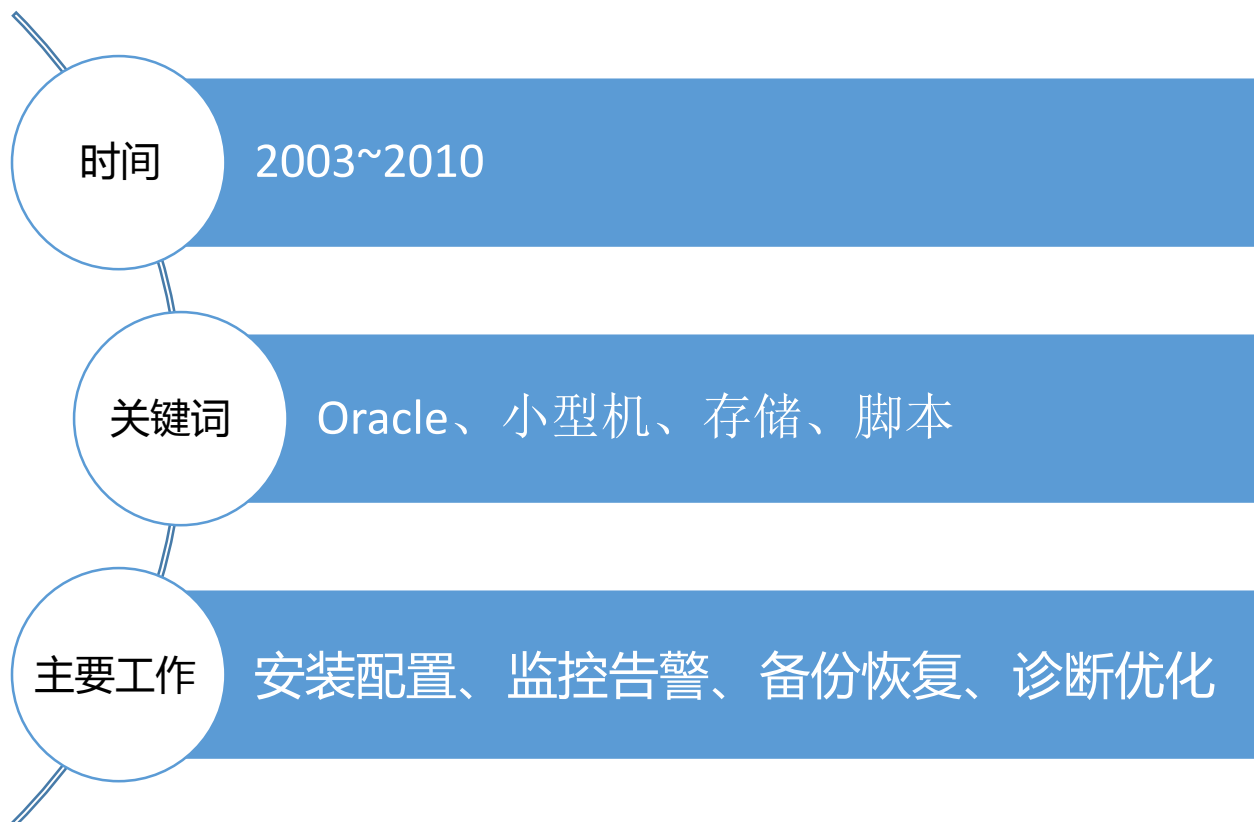 时间
2003~2010
关键词
Oracle、小型机、存储、脚本
主要工作
安装配置、监控告警、备份恢复、诊断优化